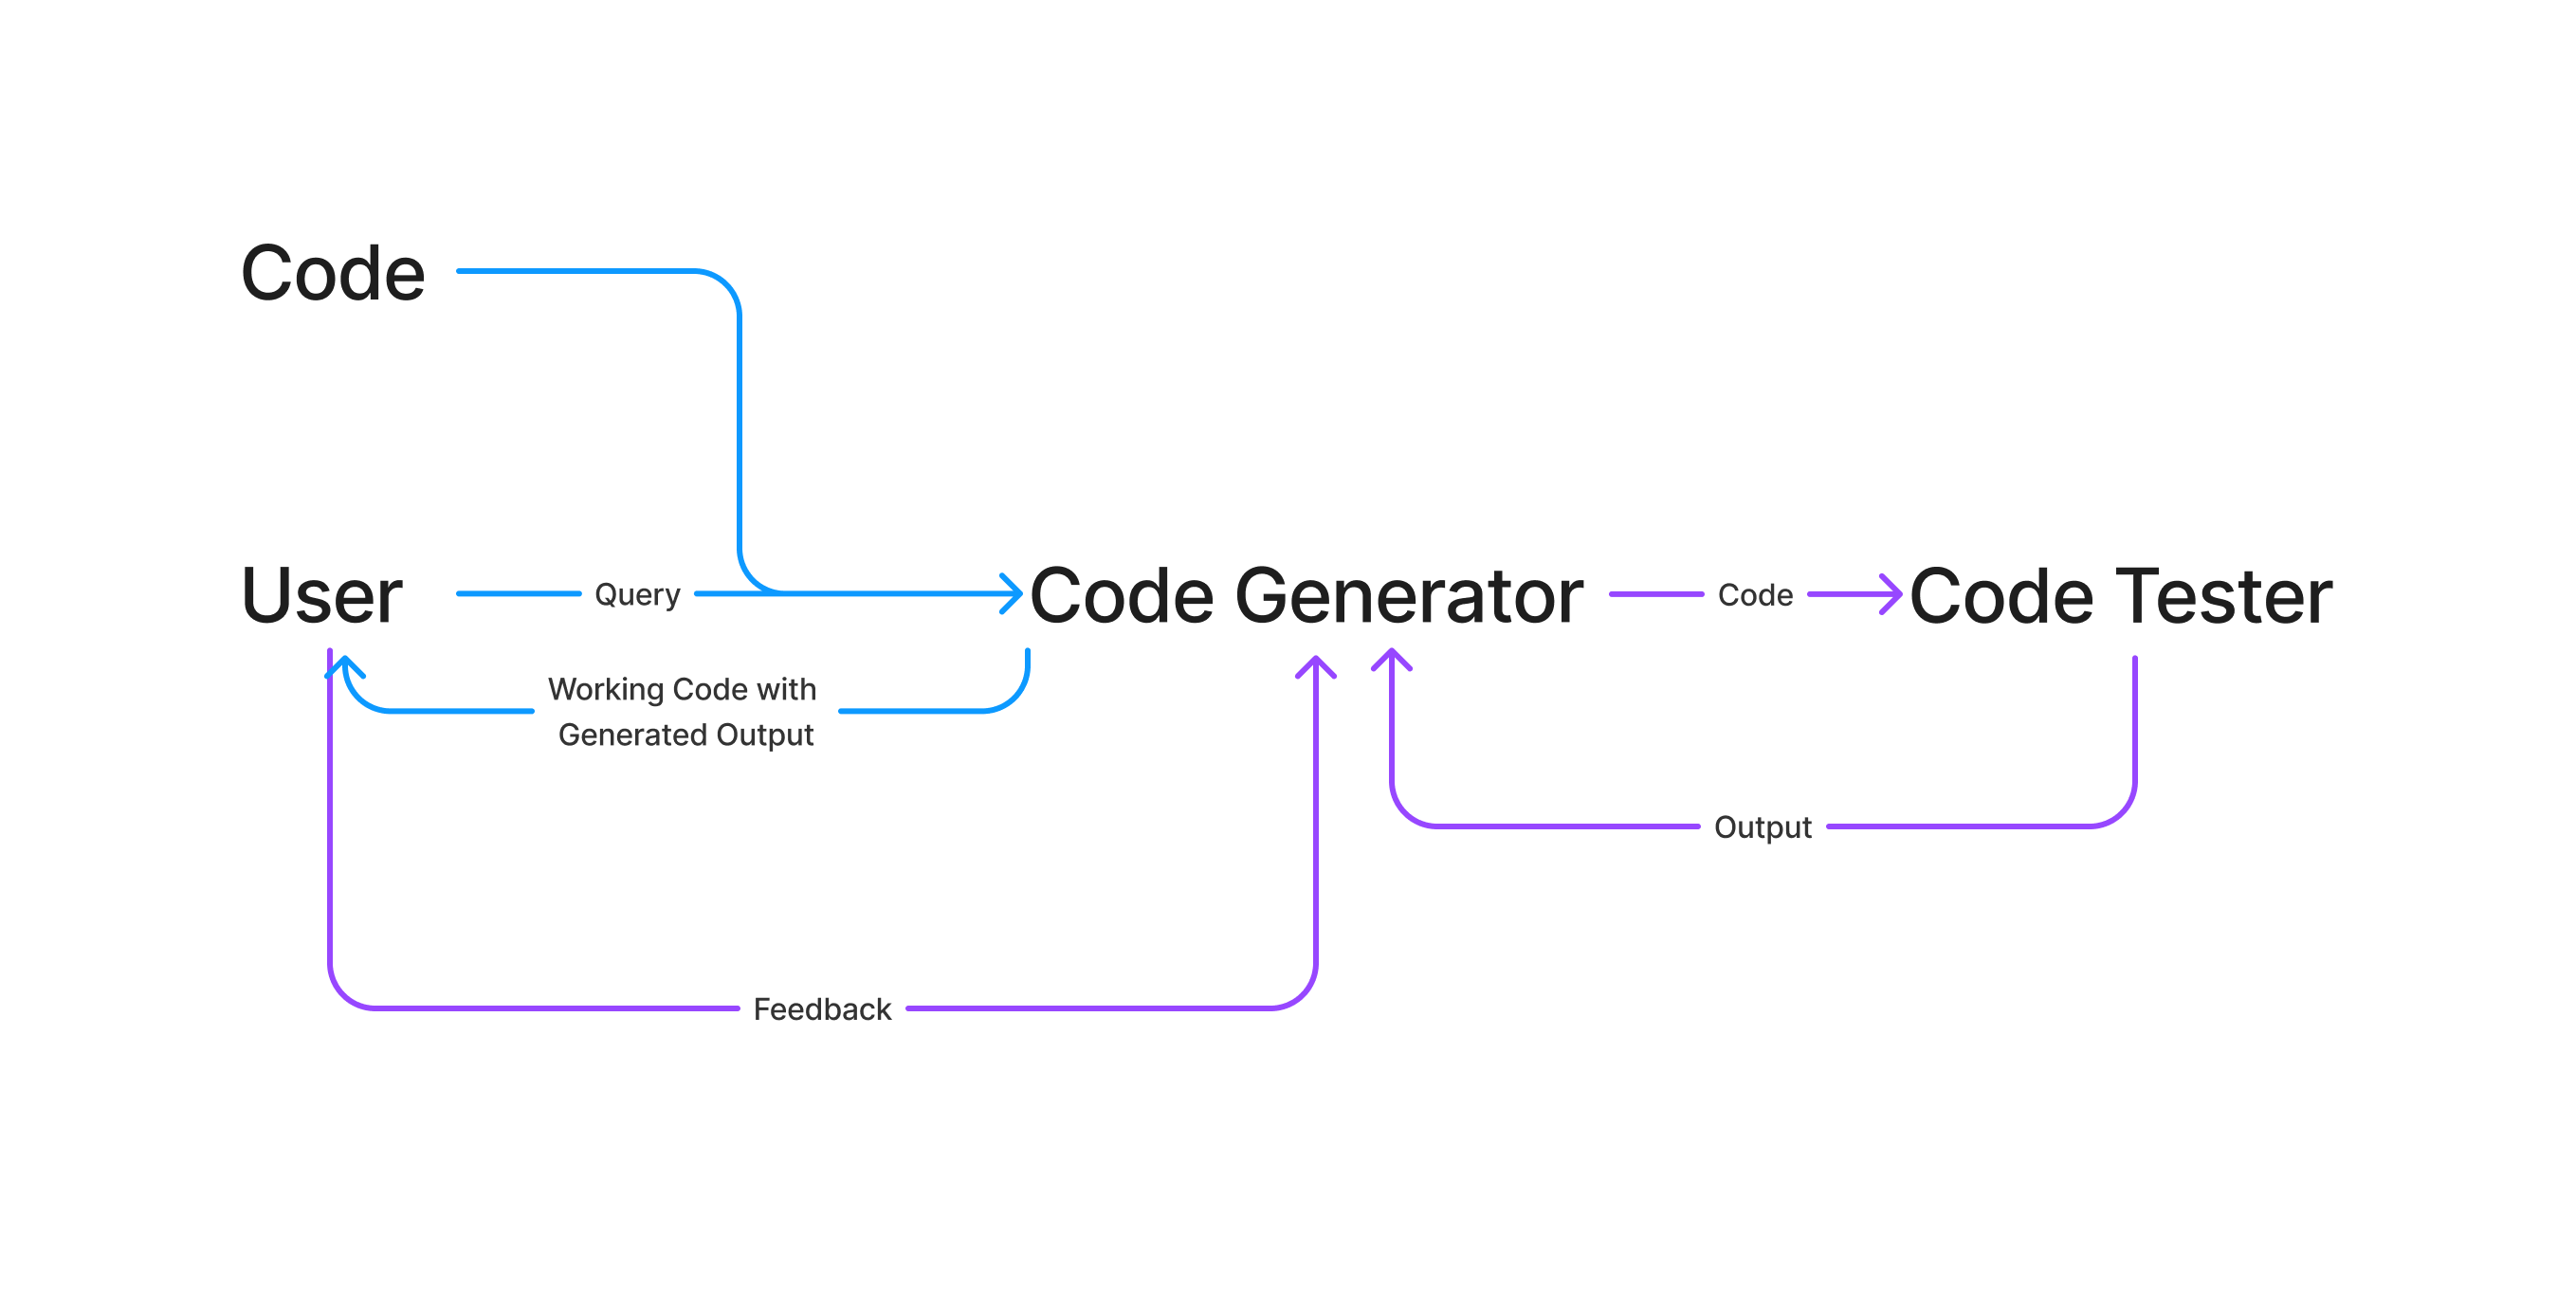 Code
User
Query
Code Generator
Code
Code Tester
Working Code with
Generated Output
Output
Feedback